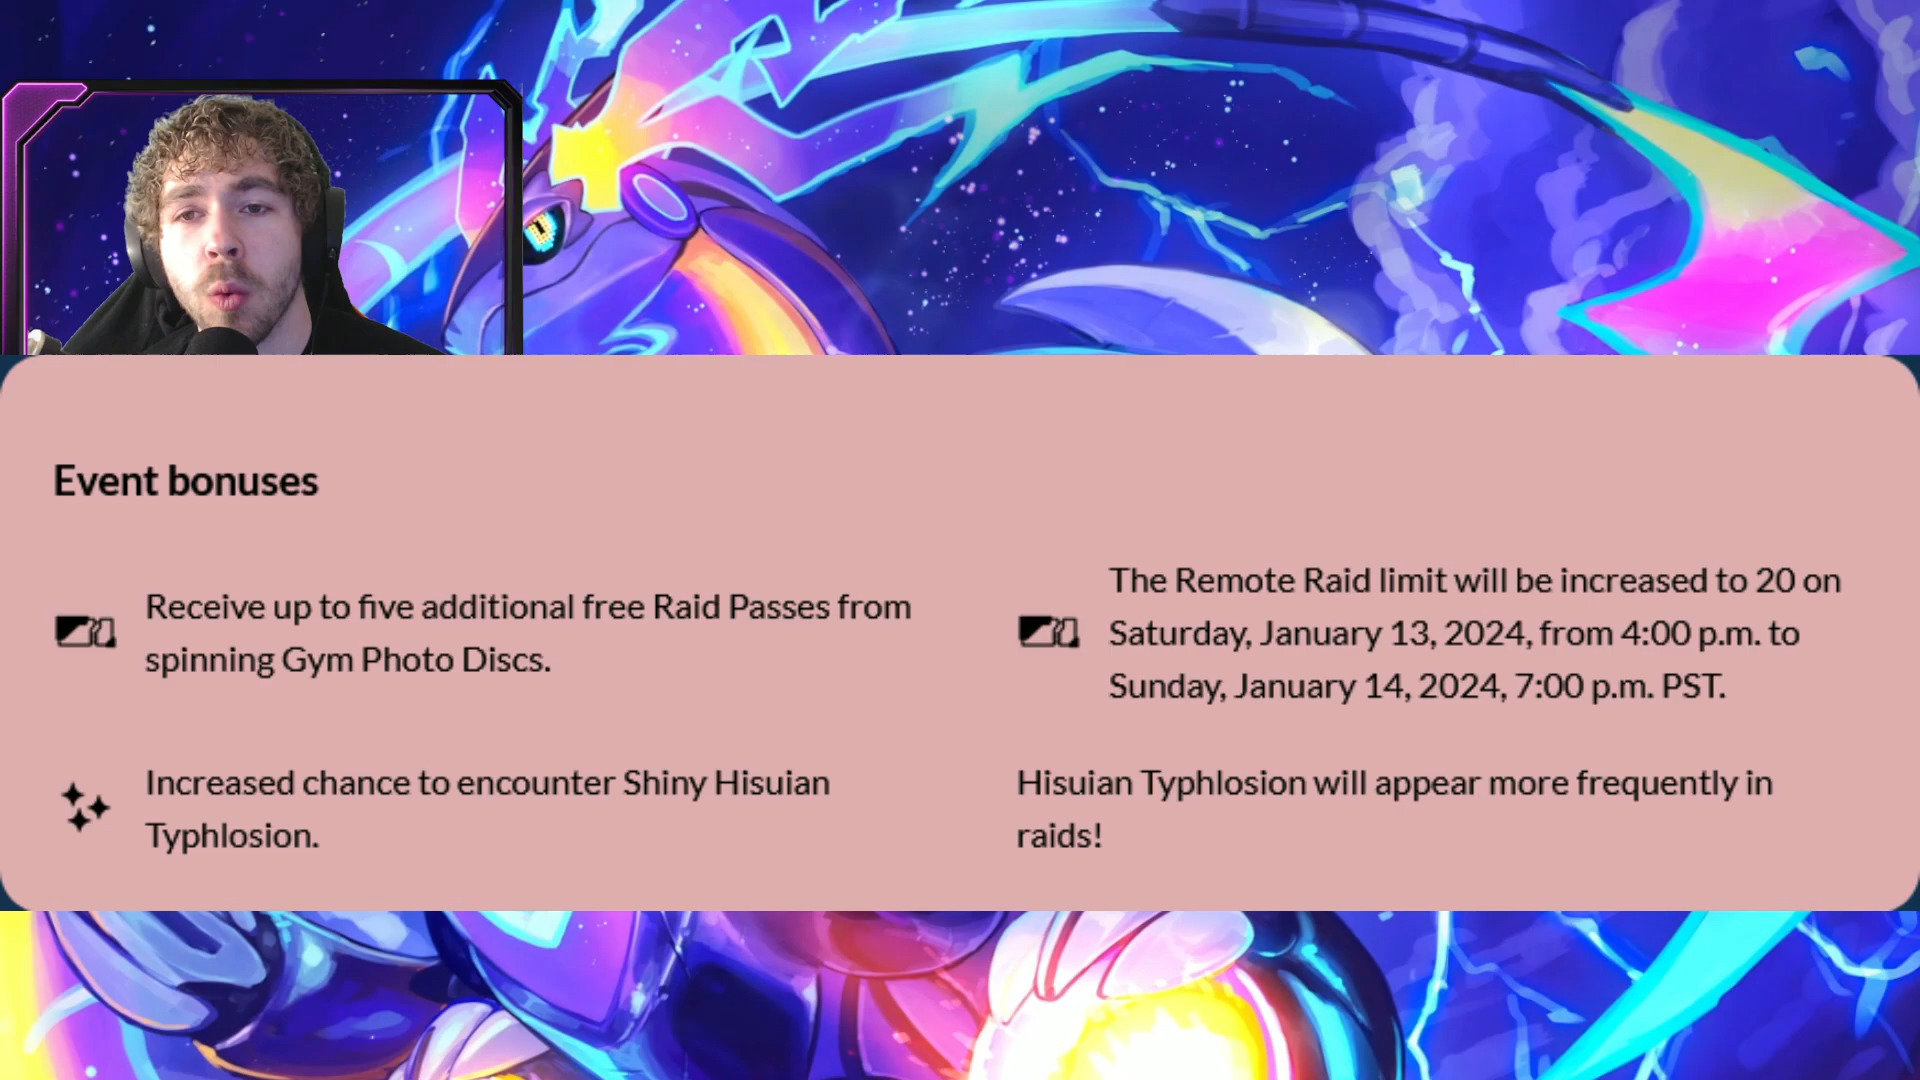 Event bonuses
Receive up to five additional free Raid Passes from
spinning Gym Photo Discs.
The Remote Raid limit will be increased to 20 on
Saturday, January 13, 2024, from 4:00 p.m. to
Sunday, January 14, 2024, 7:00 p.m. PST.
Increased chance to encounter Shiny Hisuian
Typhlosion.
Hisuian Typhlosion will appear more frequently in
raids!